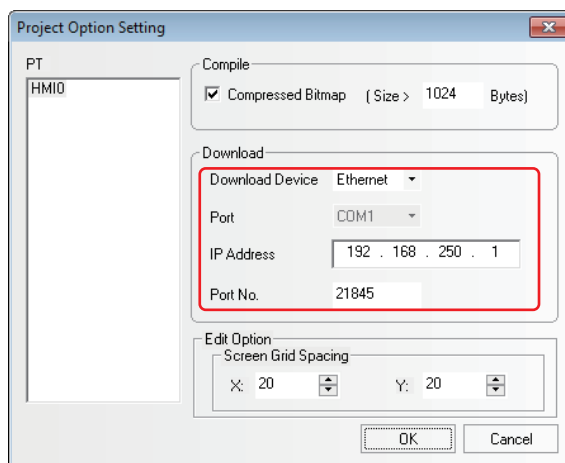 Project Option Setting
PT
HMI0
Compile
Compressed Bitmap ( Size > 1024 Bytes)
Download
Download Device Ethernet
Port COM1
IP Address 192 . 168 . 250 . 1
Port No. 21845
Edit Option
Screen Grid Spacing
X: 20 Y: 20
OK Cancel